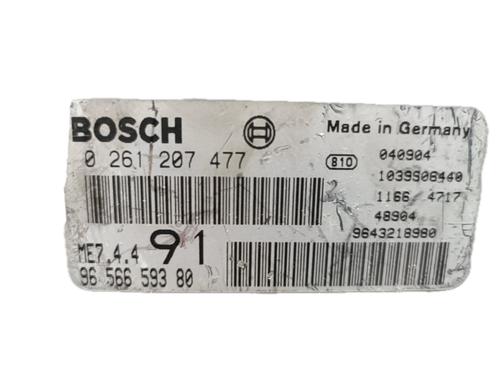 BOSCH
Made in Germany
0 261 207 477
810
040904
1039S08440
1166 4717
48904
9643218980
ME7.4.4
91
96 566 593 80